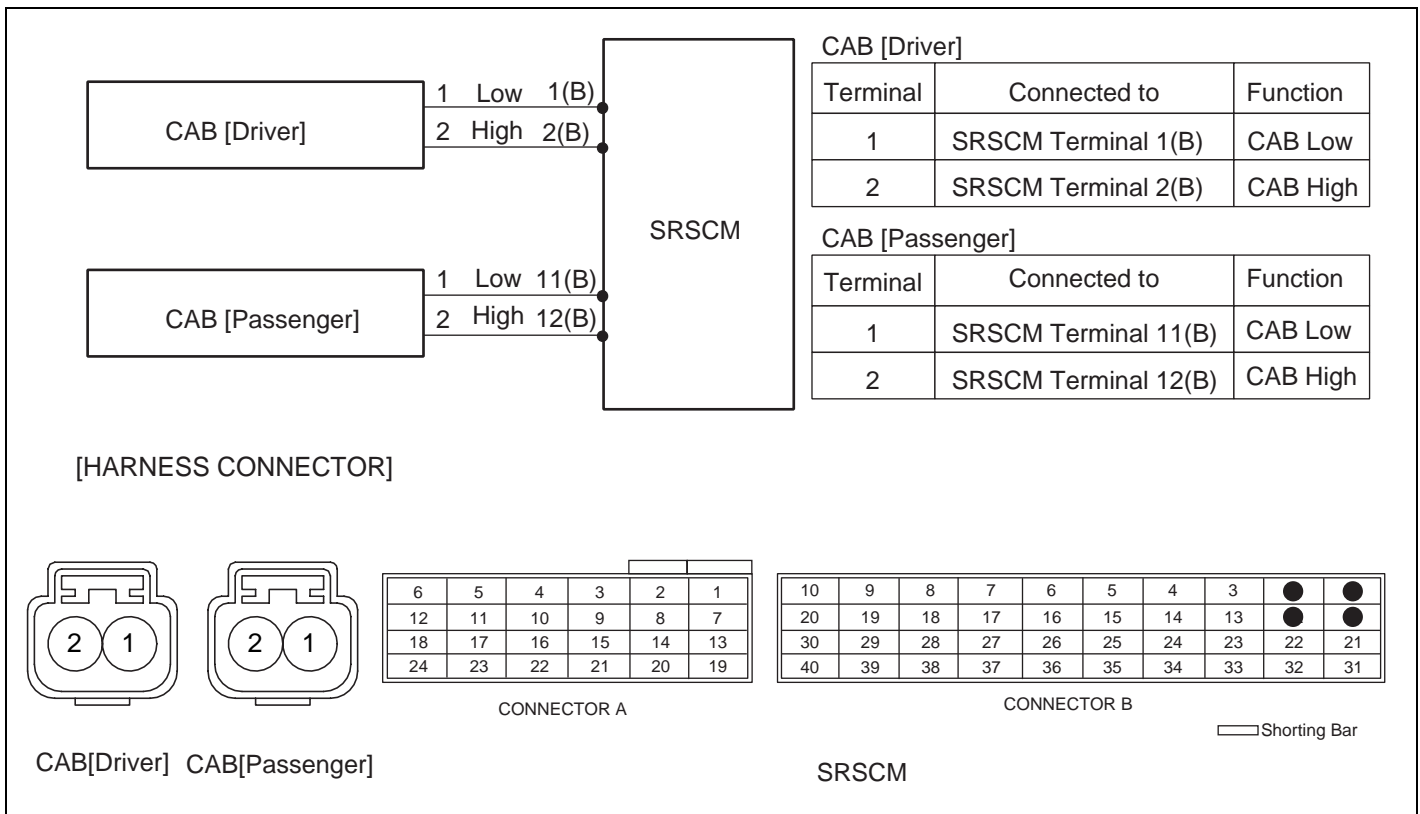 CAB [Driver]
1 Low 1(B)
2 High 2(B)
CAB [Passenger]
1 Low 11(B)
2 High 12(B)
SRSCM
CAB [Driver]
Terminal Connected to Function
1 SRSCM Terminal 1(B) CAB Low
2 SRSCM Terminal 2(B) CAB High
CAB [Passenger]
Terminal Connected to Function
1 SRSCM Terminal 11(B) CAB Low
2 SRSCM Terminal 12(B) CAB High
[HARNESS CONNECTOR]
2 1
CAB[Driver]
2 1
CAB[Passenger]
6 5 4 3 2 1
12 11 10 9 8 7
18 17 16 15 14 13
24 23 22 21 20 19
CONNECTOR A
10 9 8 7 6 5 4 3
20 19 18 17 16 15 14 13
30 29 28 27 26 25 24 23 22 21
40 39 38 37 36 35 34 33 32 31
CONNECTOR B
Shorting Bar
SRSCM